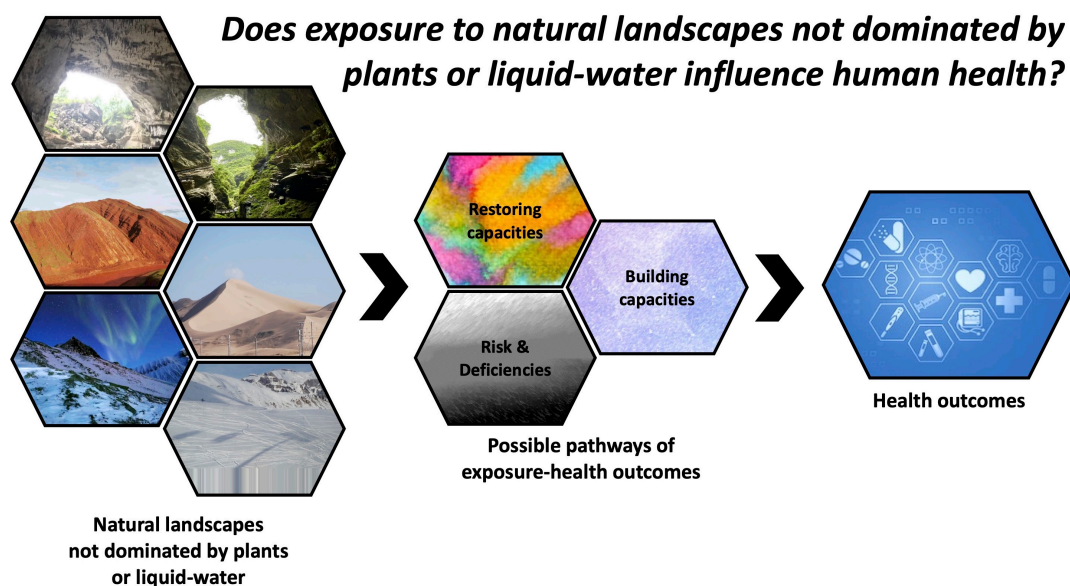 Does exposure to natural landscapes not dominated by
plants or liquid-water influence human health?
Restoring
capacities
Building
capacities
Risk &
Deficiencies
Health outcomes
Possible pathways of
exposure-health outcomes
Natural landscapes
not dominated by plants
or liquid-water